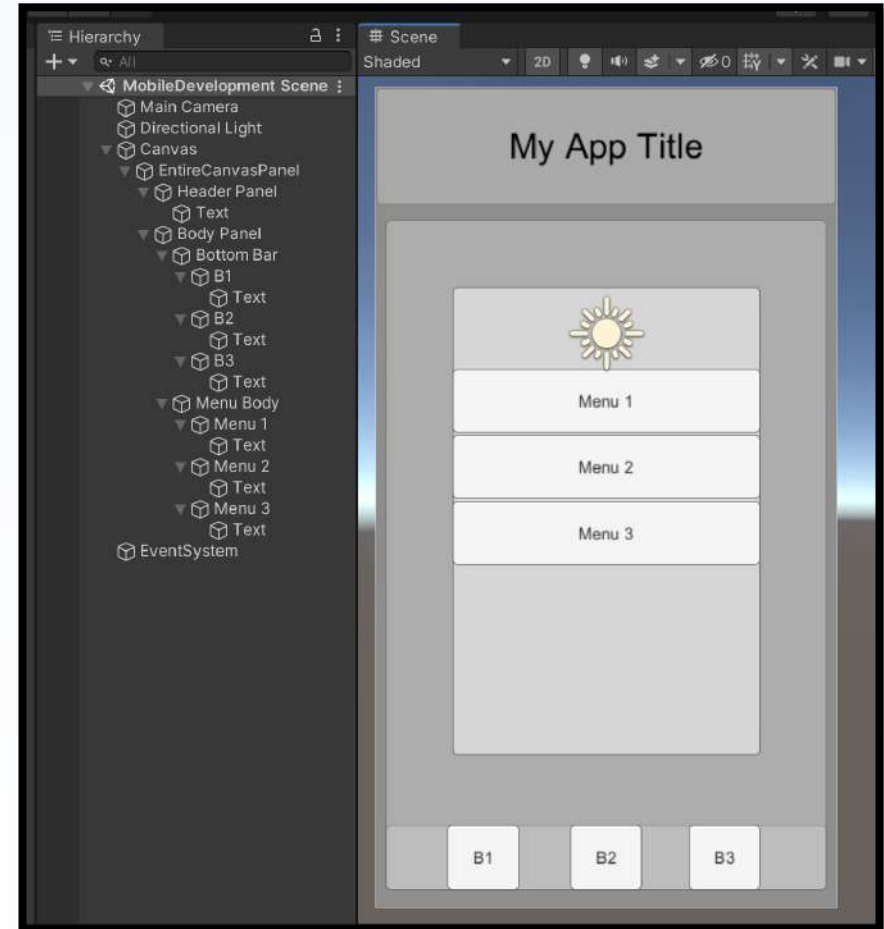 Hierarchy
All
MobileDevelopment Scene
Main Camera
Directional Light
Canvas
EntireCanvasPanel
Header Panel
Text
Body Panel
Bottom Bar
B1
Text
B2
Text
B3
Text
Menu Body
Menu 1
Text
Menu 2
Text
Menu 3
Text
EventSystem
Scene
Shaded 2D 0
My App Title
Menu 1
Menu 2
Menu 3
B1 B2 B3